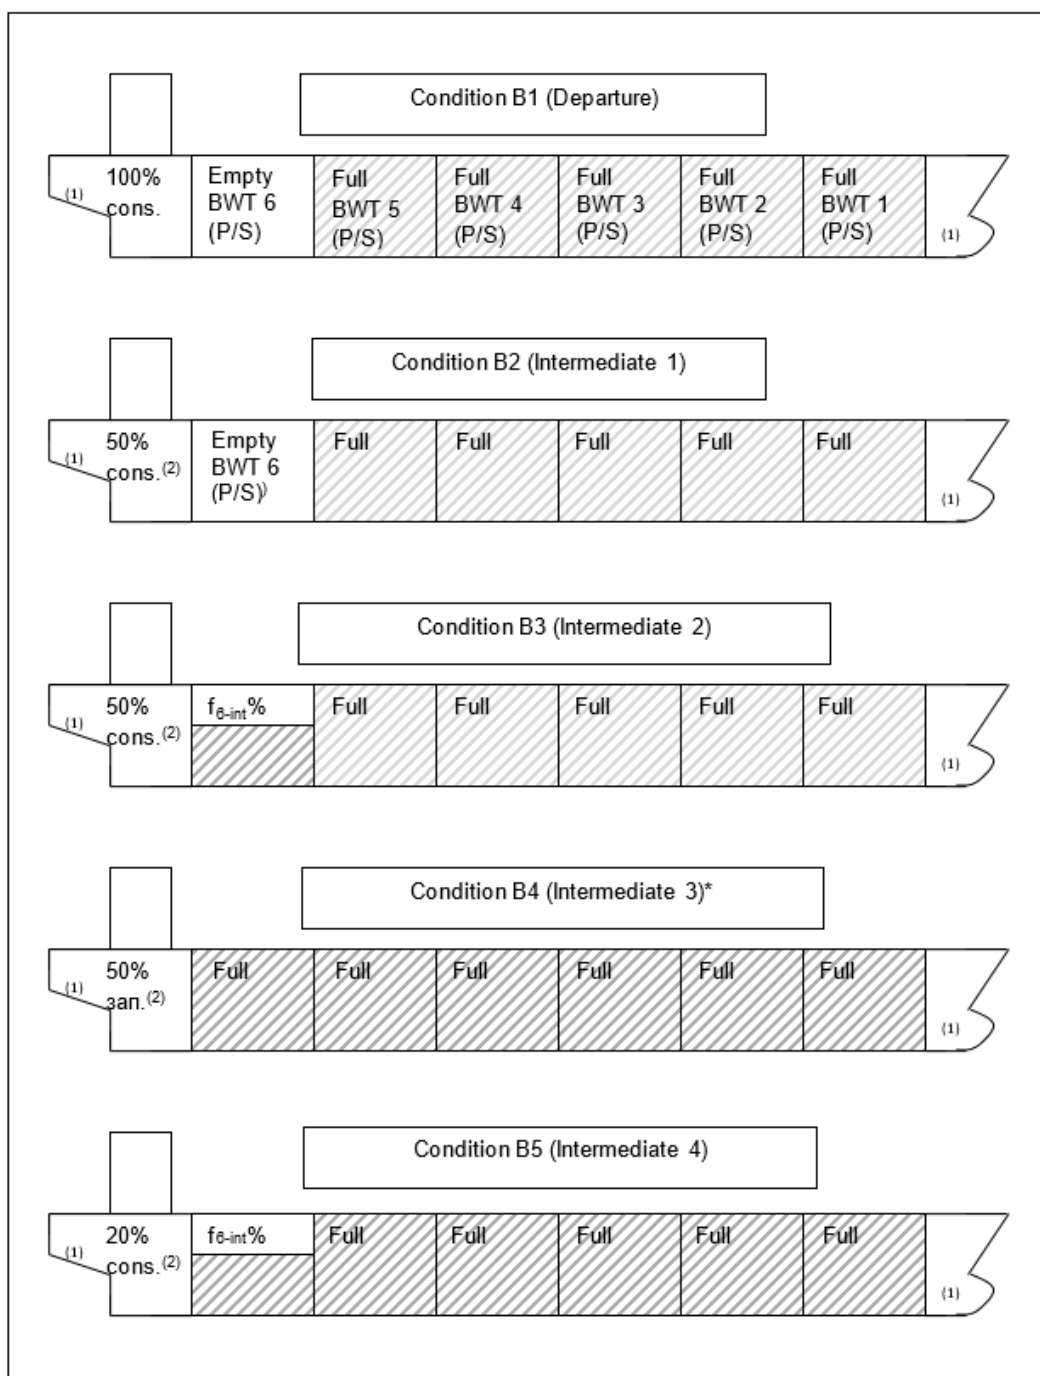 Condition B1 (Departure)
(1)
100%
cons.
Empty
BWT 6
(P/S)
Full
BWT 5
(P/S)
Full
BWT 4
(P/S)
Full
BWT 3
(P/S)
Full
BWT 2
(P/S)
Full
BWT 1
(P/S)
(1)
Condition B2 (Intermediate 1)
(1)
50%
cons.(2)
Empty
BWT 6
(P/S))
Full
Full
Full
Full
Full
(1)
Condition B3 (Intermediate 2)
(1)
50%
cons.(2)
f6-int%
Full
Full
Full
Full
Full
(1)
Condition B4 (Intermediate 3)*
(1)
50%
зап.(2)
Full
Full
Full
Full
Full
Full
(1)
Condition B5 (Intermediate 4)
(1)
20%
cons.(2)
f6-int%
Full
Full
Full
Full
Full
(1)